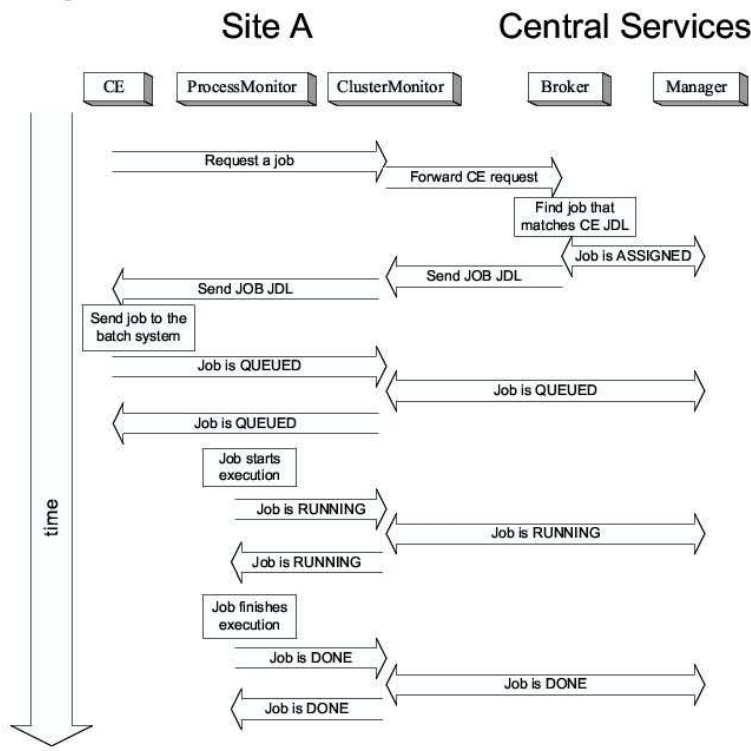 Site A
Central Services
CE
ProcessMonitor
ClusterMonitor
Broker
Manager
Request a job
Forward CE request
Find job that
matches CE JDL
Job is ASSIGNED
Send JOB JDL
Send JOB JDL
Send job to the
batch system
Job is QUEUED
Job is QUEUED
Job is QUEUED
Job starts
execution
time
Job is RUNNING
Job is RUNNING
Job is RUNNING
Job finishes
execution
Job is DONE
Job is DONE
Job is DONE